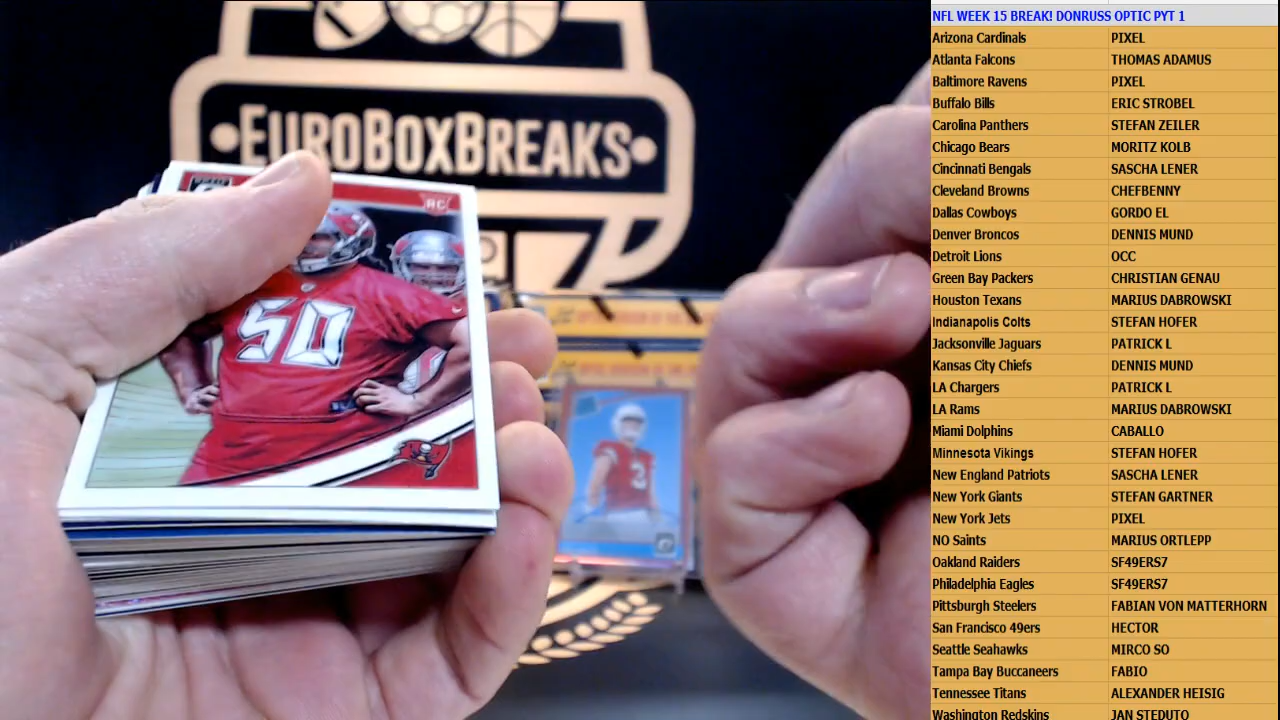 EUROBOXBREAKS
RC
50
3
NFL WEEK 15 BREAK! DONRUSS OPTIC PYT 1
Arizona Cardinals PIXEL
Atlanta Falcons THOMAS ADAMUS
Baltimore Ravens PIXEL
Buffalo Bills ERIC STROBEL
Carolina Panthers STEFAN ZEILER
Chicago Bears MORITZ KOLB
Cincinnati Bengals SASCHA LENER
Cleveland Browns CHEFBENNY
Dallas Cowboys GORDO EL
Denver Broncos DENNIS MUND
Detroit Lions OCC
Green Bay Packers CHRISTIAN GENAU
Houston Texans MARIUS DABROWSKI
Indianapolis Colts STEFAN HOFER
Jacksonville Jaguars PATRICK L
Kansas City Chiefs DENNIS MUND
LA Chargers PATRICK L
LA Rams MARIUS DABROWSKI
Miami Dolphins CABALLO
Minnesota Vikings STEFAN HOFER
New England Patriots SASCHA LENER
New York Giants STEFAN GARTNER
New York Jets PIXEL
NO Saints MARIUS ORTLEPP
Oakland Raiders SF49ERS7
Philadelphia Eagles SF49ERS7
Pittsburgh Steelers FABIAN VON MATTERHORN
San Francisco 49ers HECTOR
Seattle Seahawks MIRCO SO
Tampa Bay Buccaneers FABIO
Tennessee Titans ALEXANDER HEISIG
Washington Redskins JAN STEDUTO